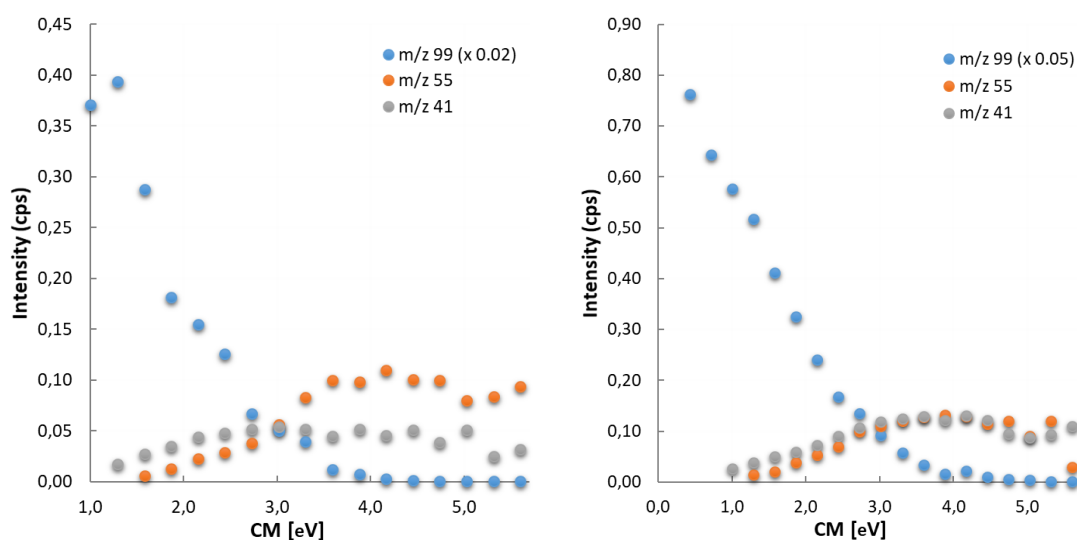 0,45
0,40
0,35
0,30
0,25
0,20
0,15
0,10
0,05
0,00
Intensity (cps)
m/z 99 (x 0.02)
m/z 55
m/z 41
1,0 2,0 3,0 4,0 5,0
CM [eV]
0,90
0,80
0,70
0,60
0,50
0,40
0,30
0,20
0,10
0,00
Intensity (cps)
m/z 99 (x 0.05)
m/z 55
m/z 41
0,0 1,0 2,0 3,0 4,0 5,0
CM [eV]